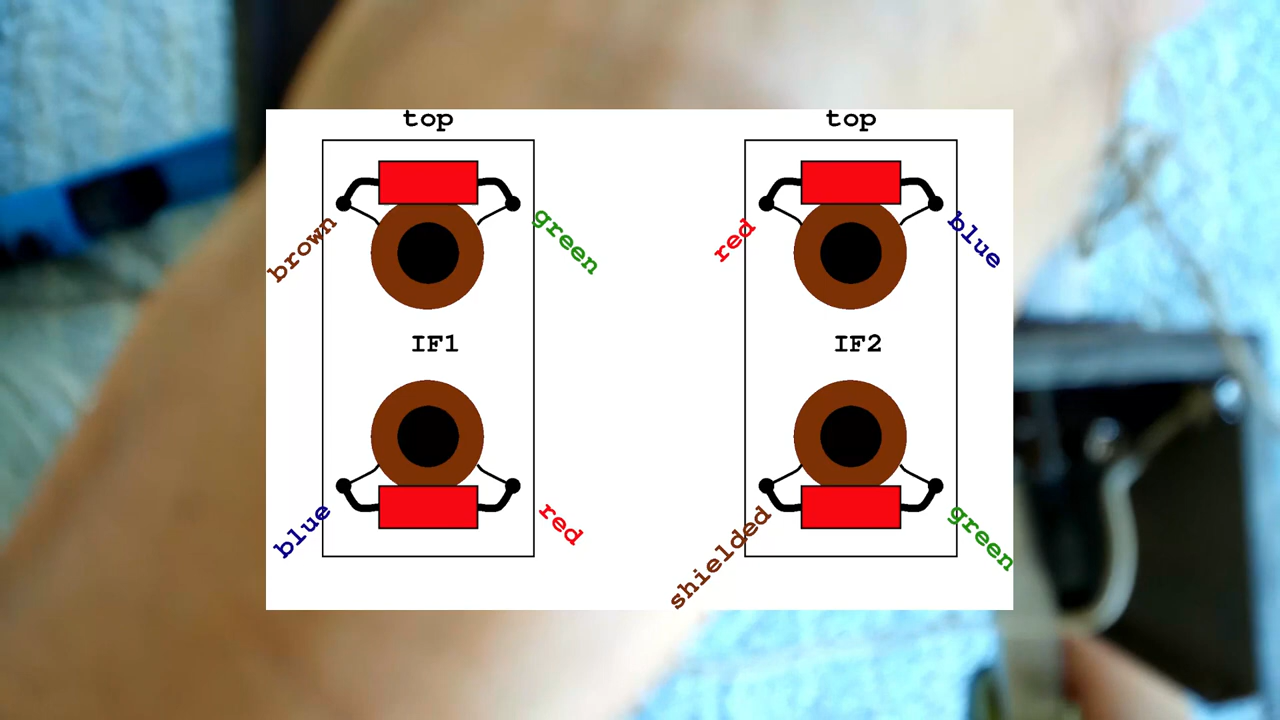 top
top
brown
green
red
blue
IF1
IF2
blue
red
shielded
green